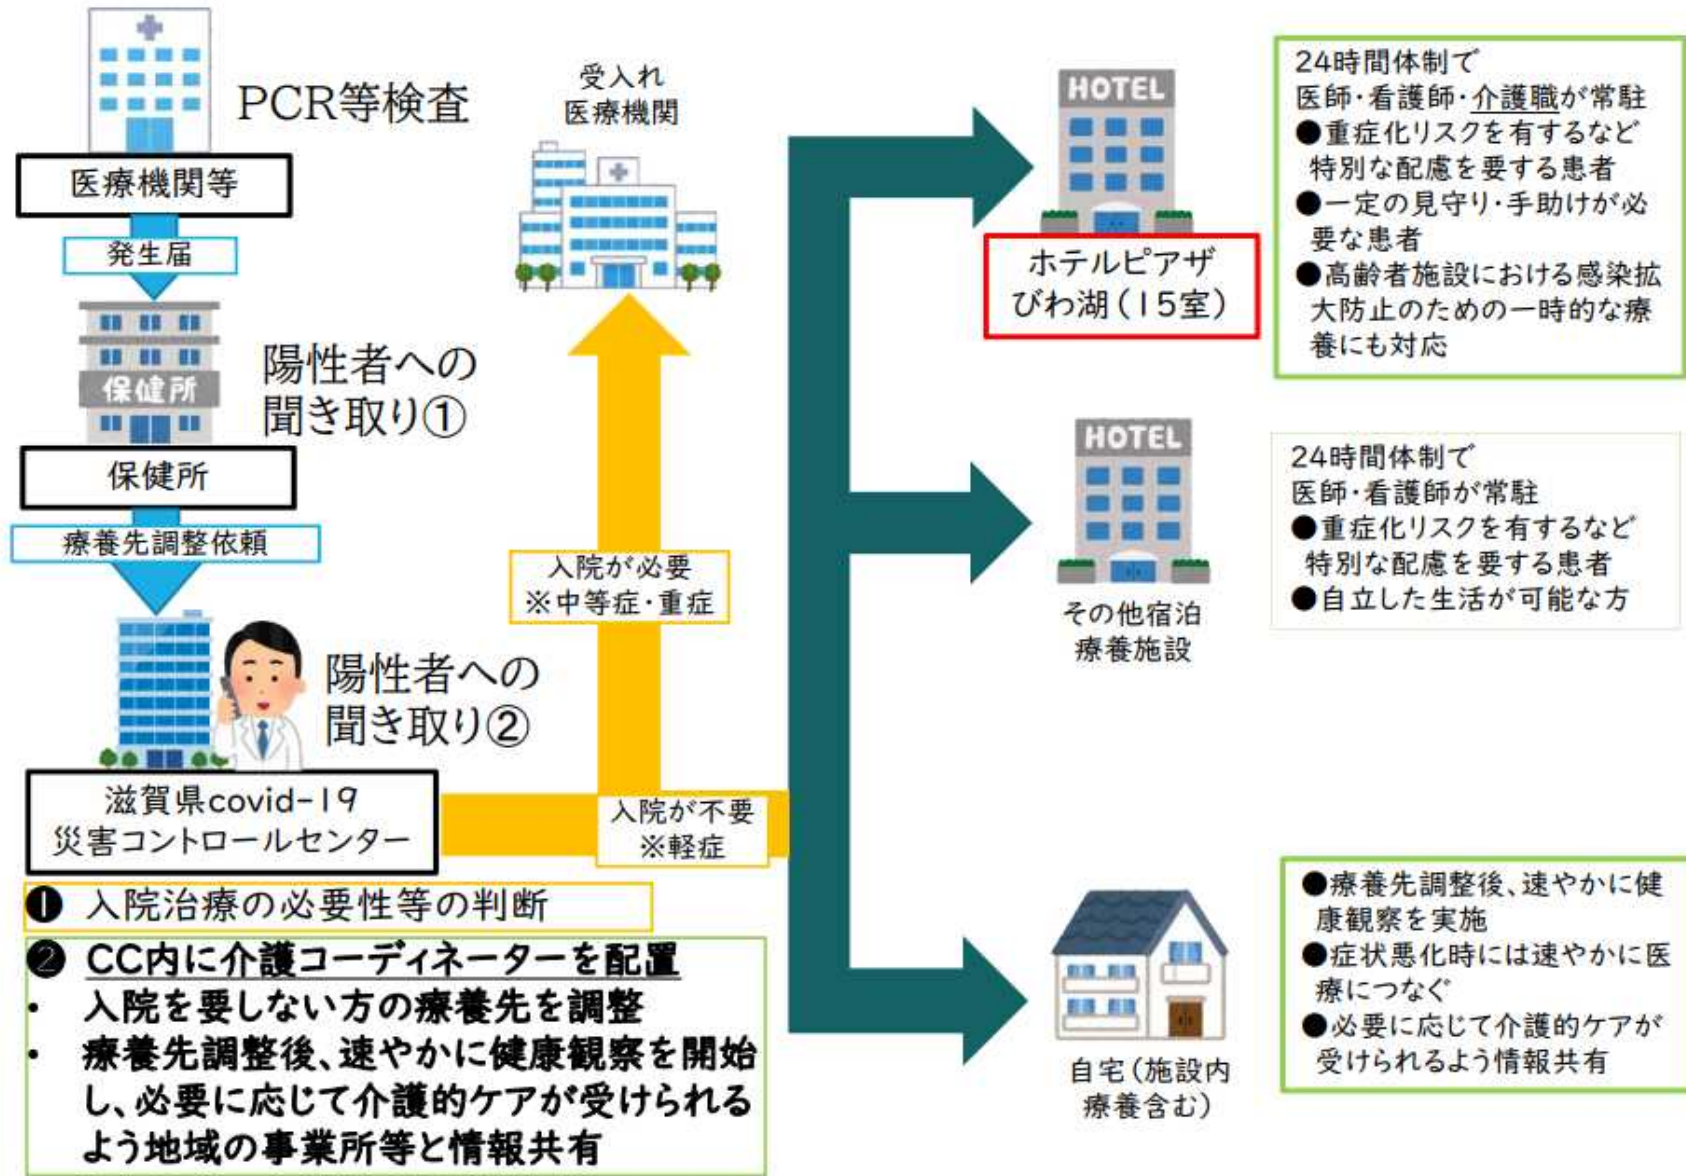 PCR等検査
医療機関等
発生届
保健所
陽性者への
聞き取り①
保健所
療養先調整依頼
陽性者への
聞き取り②
滋賀県covid-19
災害コントロールセンター
❶ 入院治療の必要性等の判断
❷ CC内に介護コーディネーターを配置
・ 入院を要しない方の療養先を調整
・ 療養先調整後、速やかに健康観察を開始
し、必要に応じて介護的ケアが受けられる
よう地域の事業所等と情報共有
受入れ
医療機関
入院が必要
※中等症・重症
入院が不要
※軽症
HOTEL
ホテルピアザ
びわ湖(15室)
24時間体制で
医師・看護師・介護職が常駐
●重症化リスクを有するなど
特別な配慮を要する患者
●一定の見守り・手助けが必
要な患者
●高齢者施設における感染拡
大防止のための一時的な療
養にも対応
HOTEL
その他宿泊
療養施設
24時間体制で
医師・看護師が常駐
●重症化リスクを有するなど
特別な配慮を要する患者
●自立した生活が可能な方
自宅(施設内
療養含む)
●療養先調整後、速やかに健
康観察を実施
●症状悪化時には速やかに医
療につなぐ
●必要に応じて介護的ケアが
受けられるよう情報共有